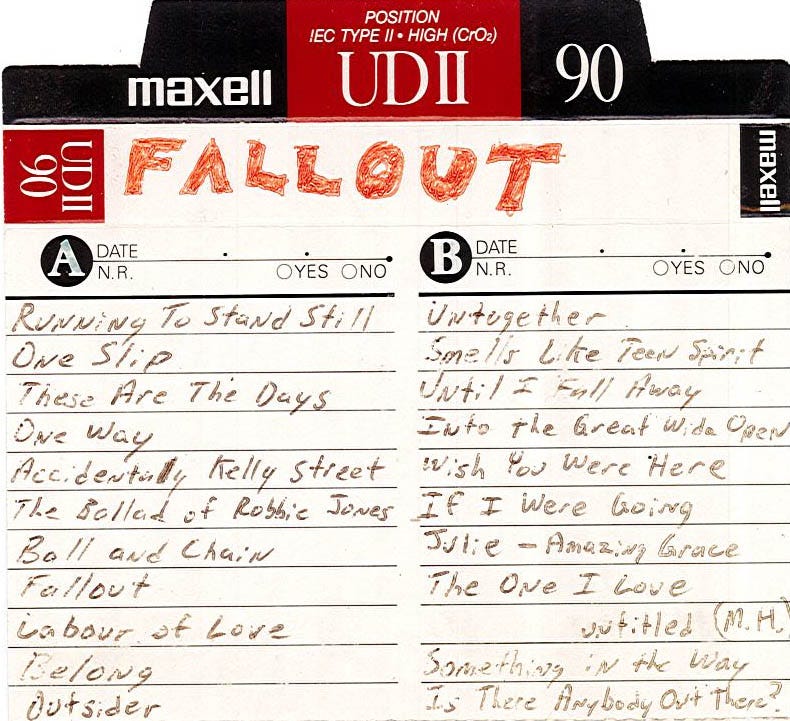 POSITION
IEC TYPE II • HIGH (CrO₂)
maxell UDII 90
UDII 90
FALLOUT
maxell
A DATE
N.R. ○YES ○NO
Running To Stand Still
One Slip
These Are The Days
One Way
Accidentally Kelly Street
The Ballad of Robbie Jones
Ball and Chain
Fallout
Labour of Love
Belong
Outsider
B DATE
N.R. ○YES ○NO
Untogether
Smells Like Teen Spirit
Until I Fall Away
Into the Great Wide Open
Wish You Were Here
If I Were Going
Julie - Amazing Grace
The One I Love
untitled (M.H.)
Something in the Way
Is There Anybody Out There?